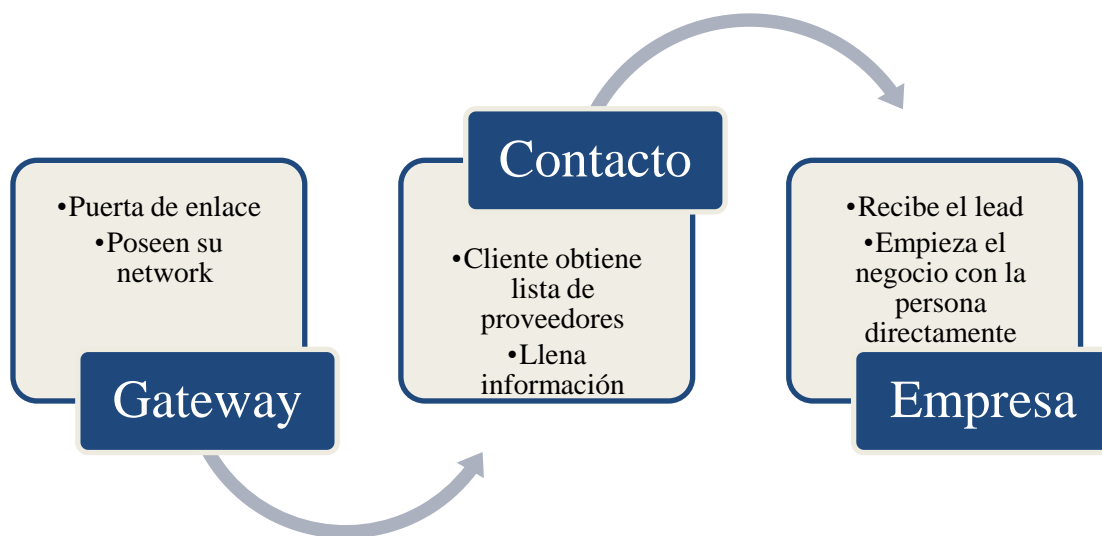 •Puerta de enlace
•Poseen su
network
Gateway
Contacto
•Cliente obtiene
lista de
proveedores
•Llena
información
•Recibe el lead
•Empieza el
negocio con la
persona
directamente
Empresa